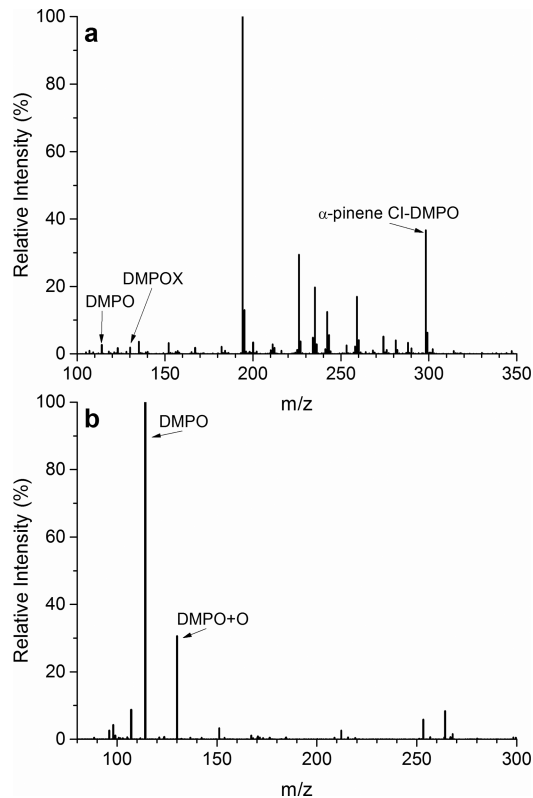 a
100
80
60
40
20
0
Relative Intensity (%)
α-pinene CI-DMPO
DMPOX
DMPO
100 150 200 250 300 350
m/z
b
100
80
60
40
20
0
Relative Intensity (%)
DMPO
DMPO+O
100 150 200 250 300
m/z